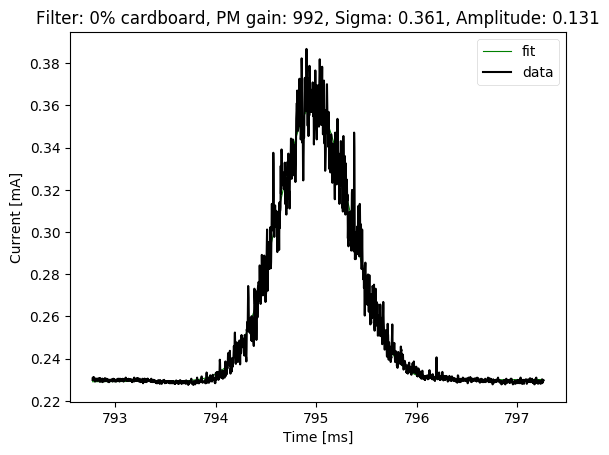 Filter: 0% cardboard, PM gain: 992, Sigma: 0.361, Amplitude: 0.131
fit
data
0.38
0.36
0.34
0.32
0.30
0.28
0.26
0.24
0.22
Current [mA]
793
794
795
796
797
Time [ms]